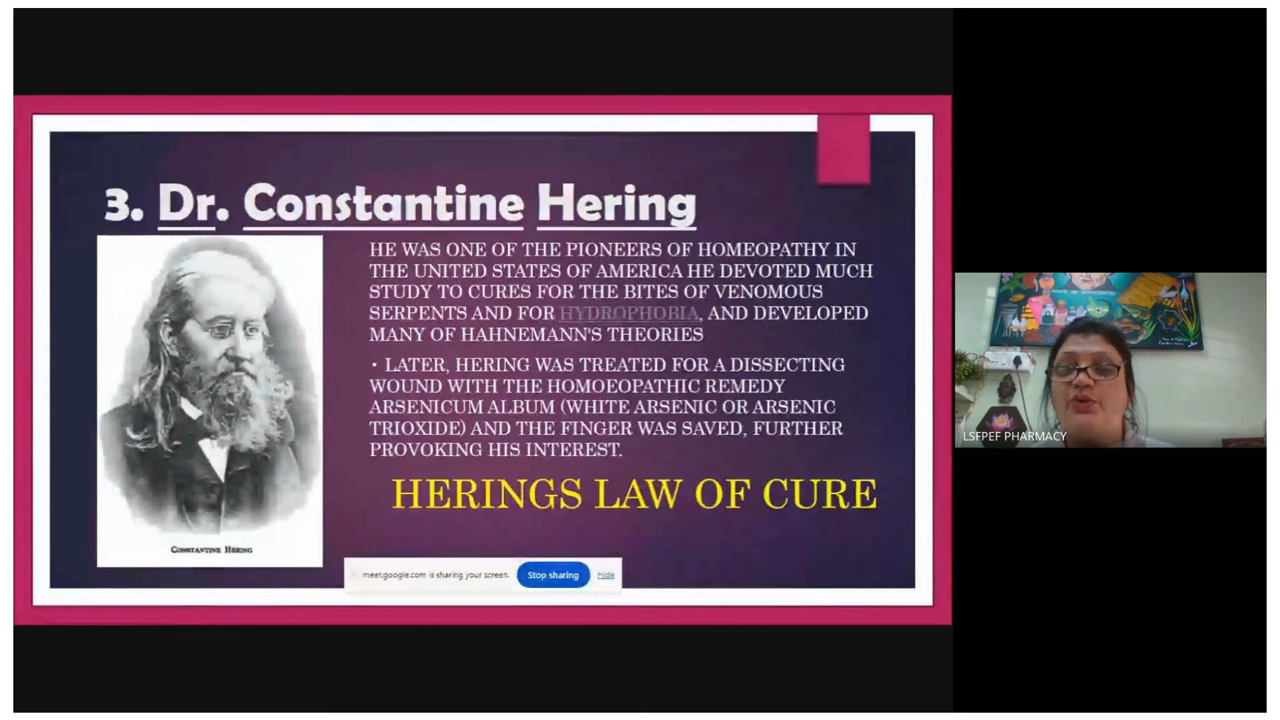 3. Dr. Constantine Hering
HE WAS ONE OF THE PIONEERS OF HOMEOPATHY IN
THE UNITED STATES OF AMERICA HE DEVOTED MUCH
STUDY TO CURES FOR THE BITES OF VENOMOUS
SERPENTS AND FOR HYDROPHOBIA, AND DEVELOPED
MANY OF HAHNEMANN'S THEORIES
• LATER, HERING WAS TREATED FOR A DISSECTING
WOUND WITH THE HOMOEOPATHIC REMEDY
ARSENICUM ALBUM (WHITE ARSENIC OR ARSENIC
TRIOXIDE) AND THE FINGER WAS SAVED, FURTHER
PROVOKING HIS INTEREST.
HERINGS LAW OF CURE
CONSTANTINE HERING
meet.google.com is sharing your screen. Stop sharing Hide
LSFPEF PHARMACY